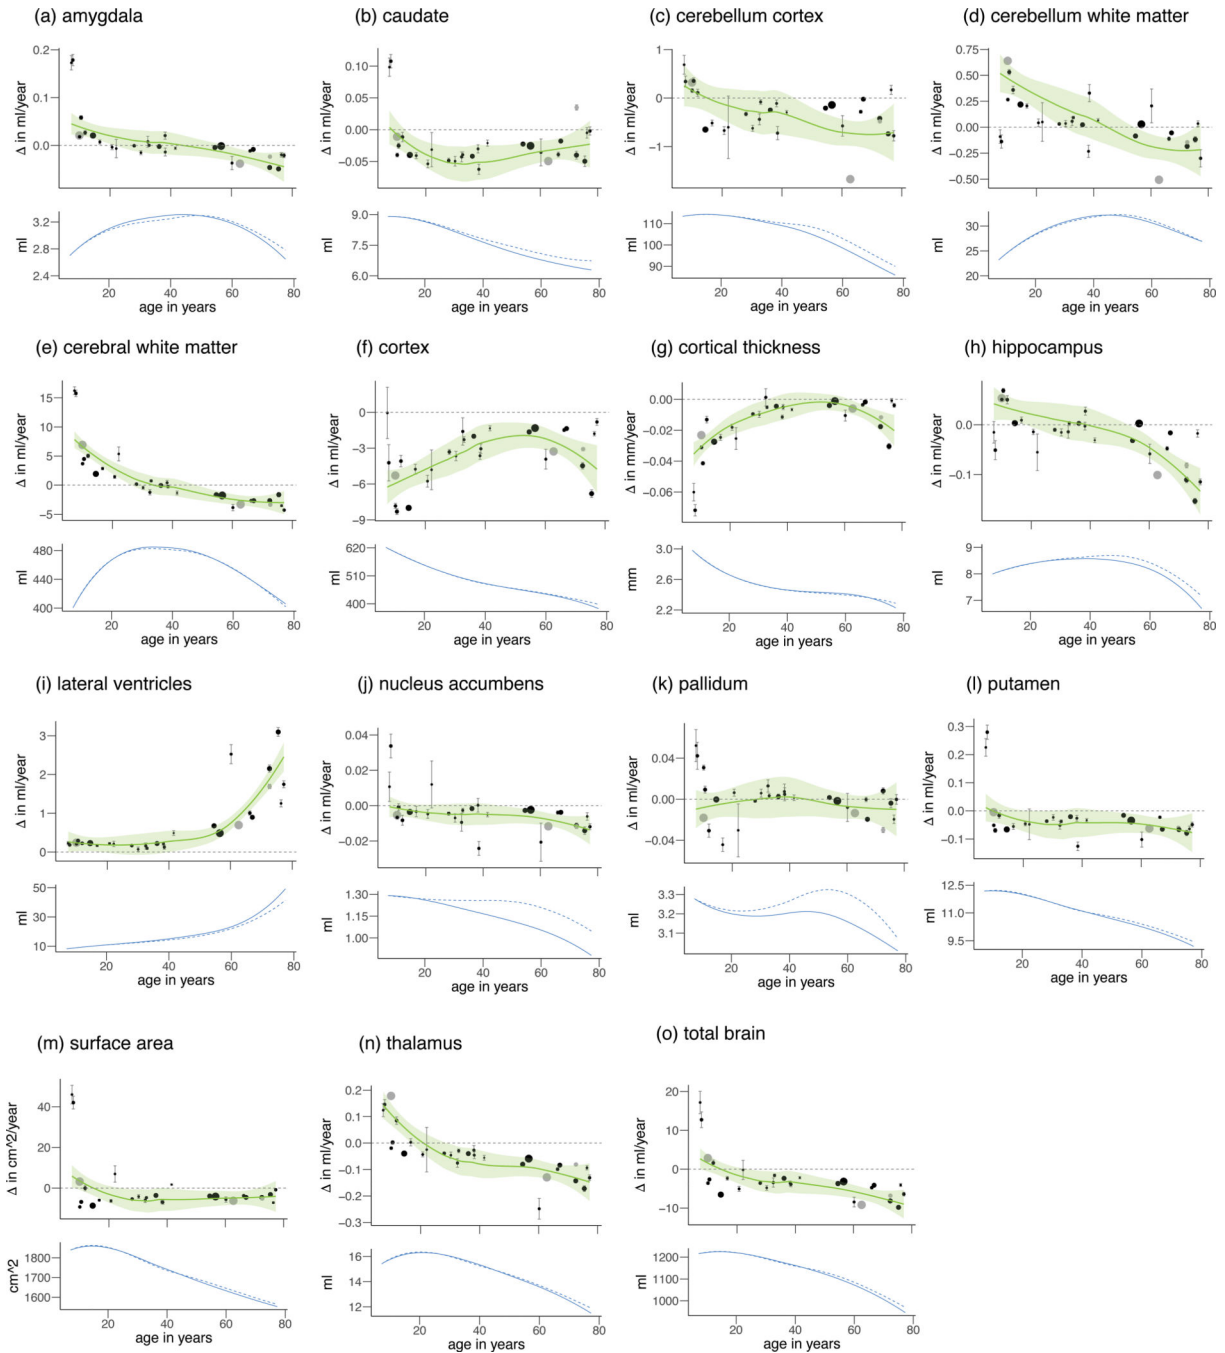 (a) amygdala
(b) caudate
(c) cerebellum cortex
(d) cerebellum white matter
Δ in ml/year
0.2
0.1
0.0
ml
3.2
2.8
2.4
20
40
60
80
age in years
Δ in ml/year
0.10
0.05
0.00
−0.05
ml
9.0
7.5
6.0
20
40
60
80
age in years
Δ in ml/year
1
0
−1
ml
110
100
90
20
40
60
80
age in years
Δ in ml/year
0.75
0.50
0.25
0.00
−0.25
−0.50
ml
30
25
20
20
40
60
80
age in years
(e) cerebral white matter
(f) cortex
(g) cortical thickness
(h) hippocampus
Δ in ml/year
15
10
5
0
−5
ml
480
440
400
20
40
60
80
age in years
Δ in ml/year
0
−3
−6
−9
ml
620
510
400
20
40
60
80
age in years
Δ in mm/year
0.00
−0.02
−0.04
−0.06
mm
3.0
2.6
2.2
20
40
60
80
age in years
Δ in ml/year
0.0
−0.1
ml
9
8
7
20
40
60
80
age in years
(i) lateral ventricles
(j) nucleus accumbens
(k) pallidum
(l) putamen
Δ in ml/year
3
2
1
0
ml
50
30
10
20
40
60
80
age in years
Δ in ml/year
0.04
0.02
0.00
−0.02
ml
1.30
1.15
1.00
20
40
60
80
age in years
Δ in ml/year
0.04
0.00
−0.04
ml
3.3
3.2
3.1
20
40
60
80
age in years
Δ in ml/year
0.3
0.2
0.1
0.0
−0.1
ml
12.5
11.0
9.5
20
40
60
80
age in years
(m) surface area
(n) thalamus
(o) total brain
Δ in cm^2/year
40
20
0
cm^2
1800
1700
1600
20
40
60
80
age in years
Δ in ml/year
0.2
0.1
0.0
−0.1
−0.2
−0.3
ml
16
14
12
20
40
60
80
age in years
Δ in ml/year
20
10
0
−10
ml
1200
1100
1000
20
40
60
80
age in years